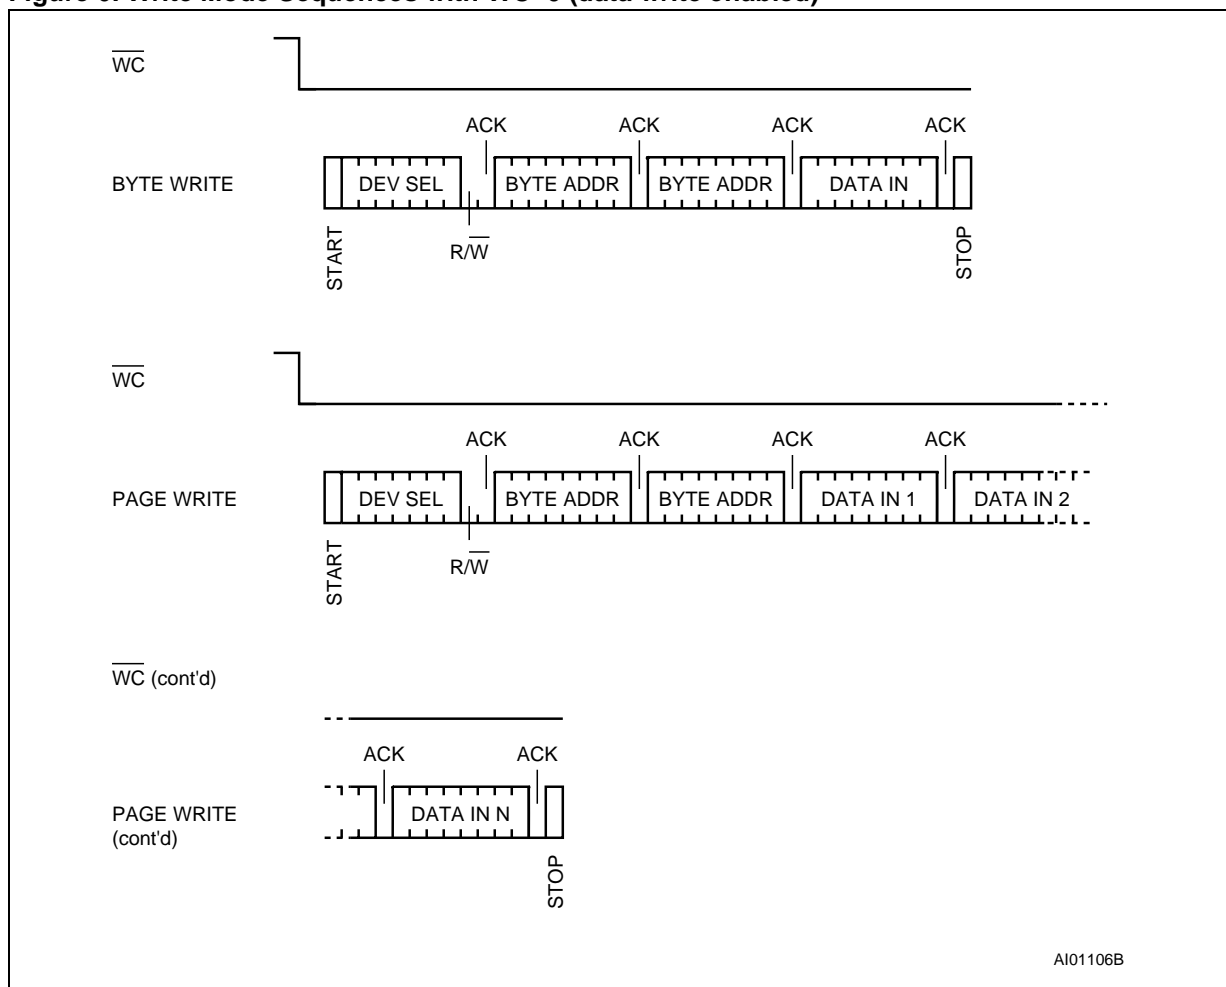 WC
ACK ACK ACK ACK
BYTE WRITE
DEV SEL BYTE ADDR BYTE ADDR DATA IN
R/W
START
STOP
WC
ACK ACK ACK ACK
PAGE WRITE
DEV SEL BYTE ADDR BYTE ADDR DATA IN 1 DATA IN 2
R/W
START
WC (cont'd)
ACK ACK
PAGE WRITE
(cont'd)
DATA IN N
STOP
AI01106B